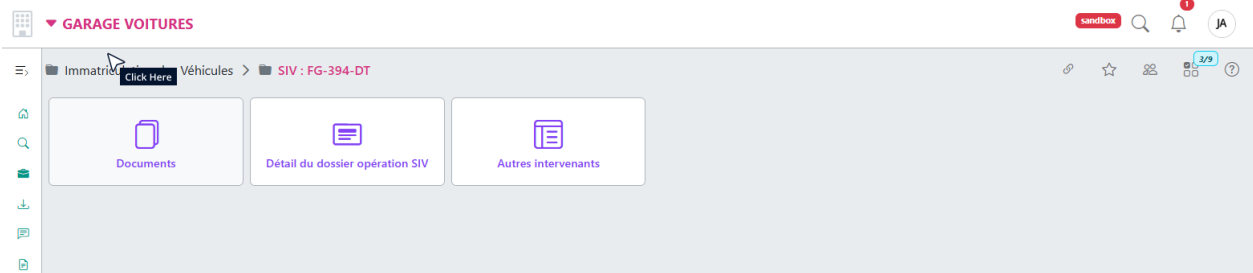 GARAGE VOITURES
sandbox
1
JA
Véhicules > SIV : FG-394-DT
Click Here
3/9
Documents
Détail du dossier opération SIV
Autres intervenants